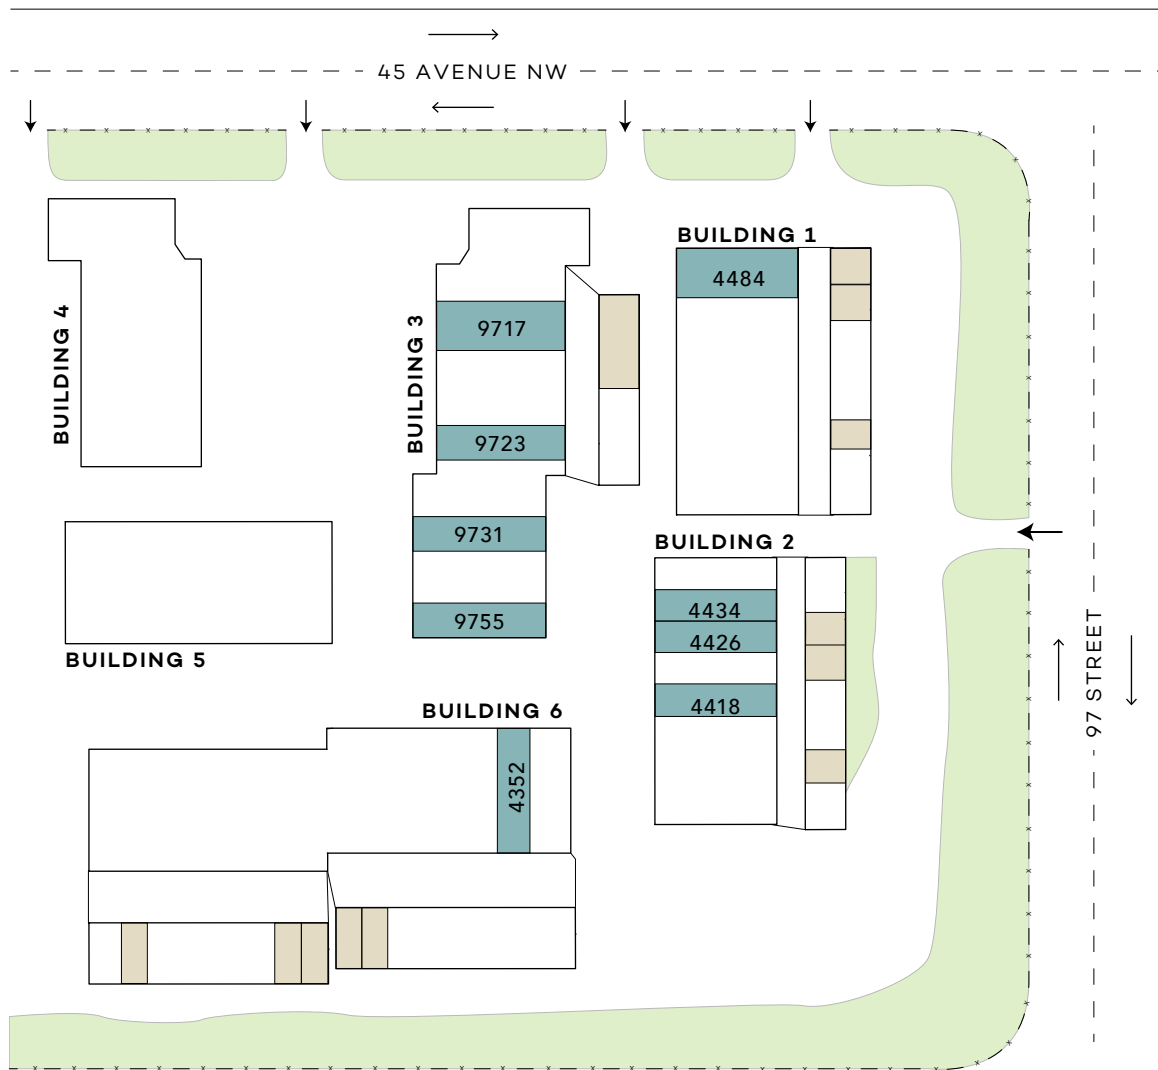 45 AVENUE NW
BUILDING 1
4484
BUILDING 4
BUILDING 3
9717
9723
9731
9755
BUILDING 2
4434
4426
4418
BUILDING 5
BUILDING 6
4352
97 STREET